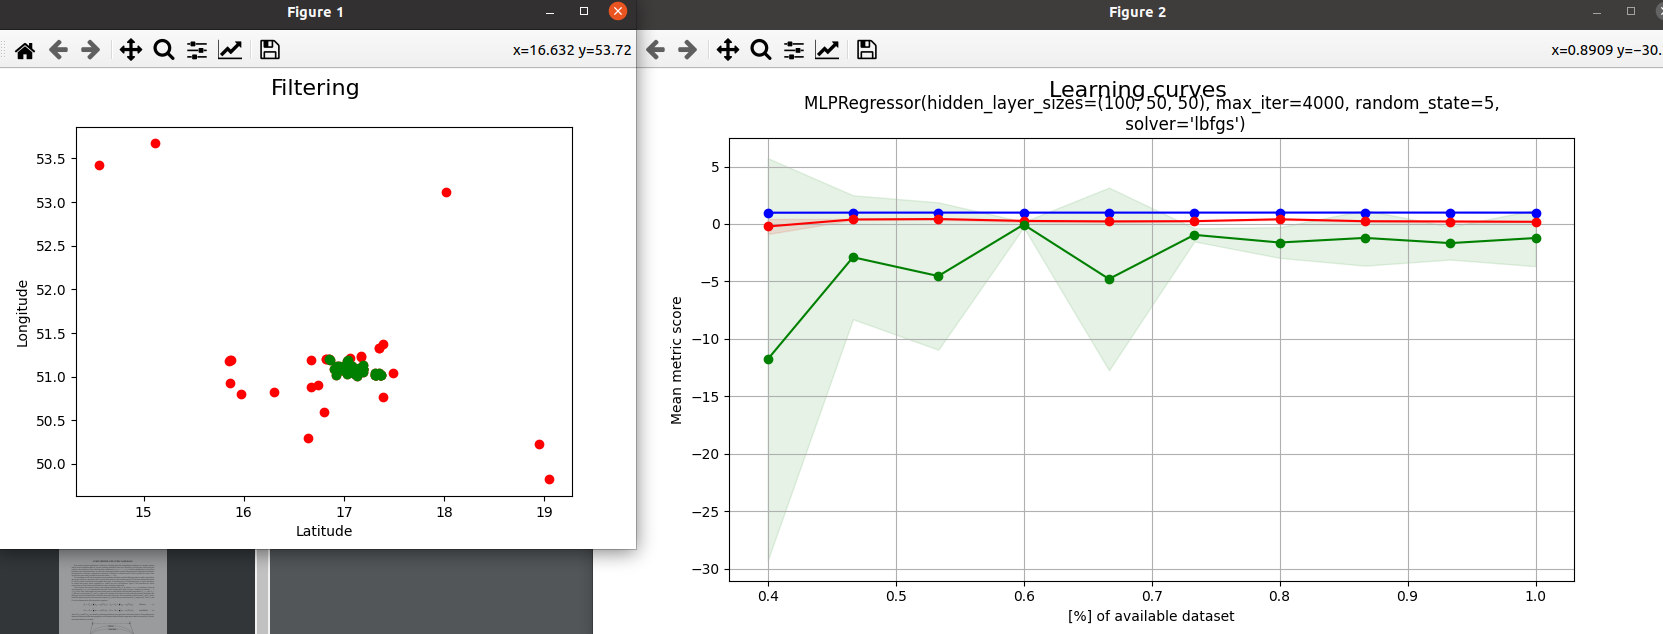 Figure 1
x=16.632 y=53.72
Filtering
53.5
53.0
52.5
52.0
51.5
51.0
50.5
50.0
Longitude
15 16 17 18 19
Latitude
Figure 2
x=0.8909 y=−30.
Learning curves
MLPRegressor(hidden_layer_sizes=(100, 50, 50), max_iter=4000, random_state=5,
solver='lbfgs')
5
0
−5
−10
−15
−20
−25
−30
Mean metric score
0.4 0.5 0.6 0.7 0.8 0.9 1.0
[%] of available dataset